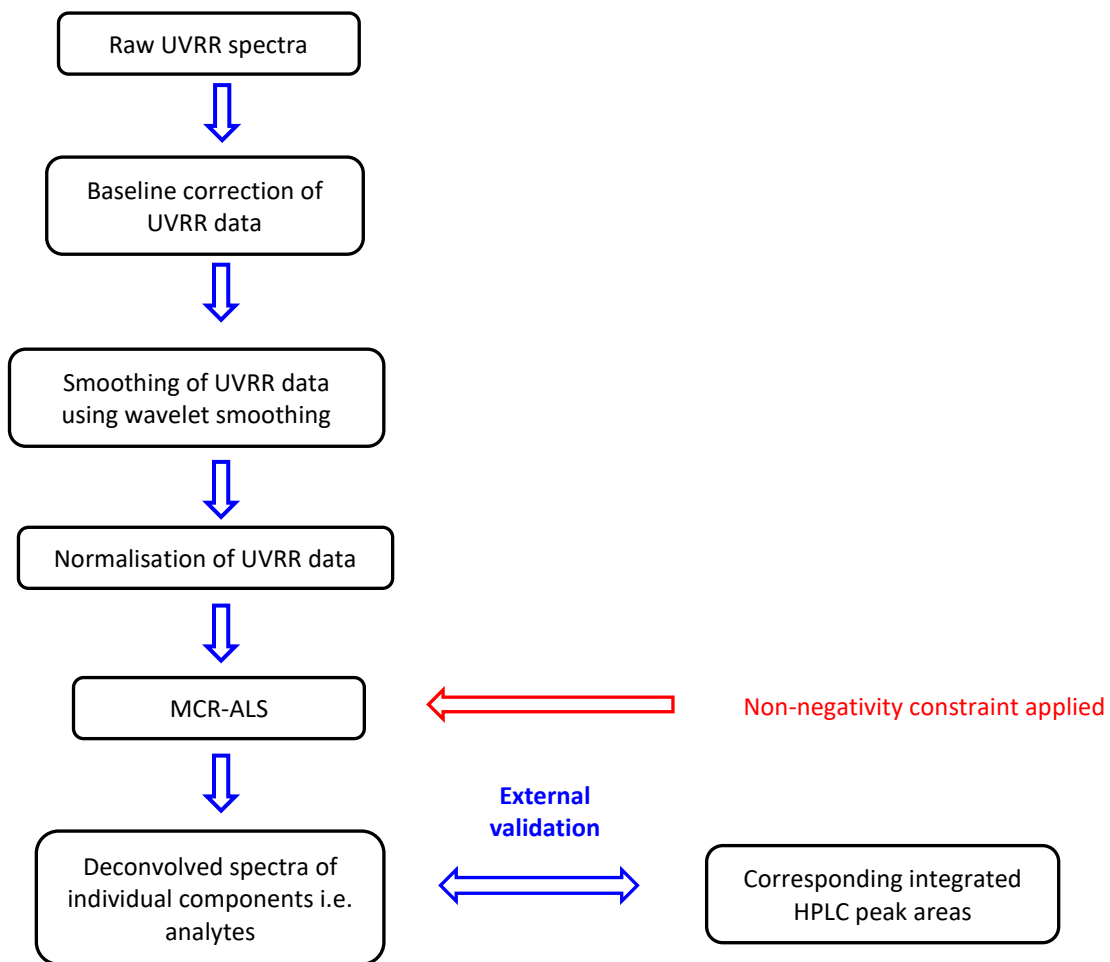 Raw UVRR spectra
Baseline correction of
UVRR data
Smoothing of UVRR data
using wavelet smoothing
Normalisation of UVRR data
MCR-ALS
Non-negativity constraint applied
External
validation
Deconvolved spectra of
individual components i.e.
analytes
Corresponding integrated
HPLC peak areas